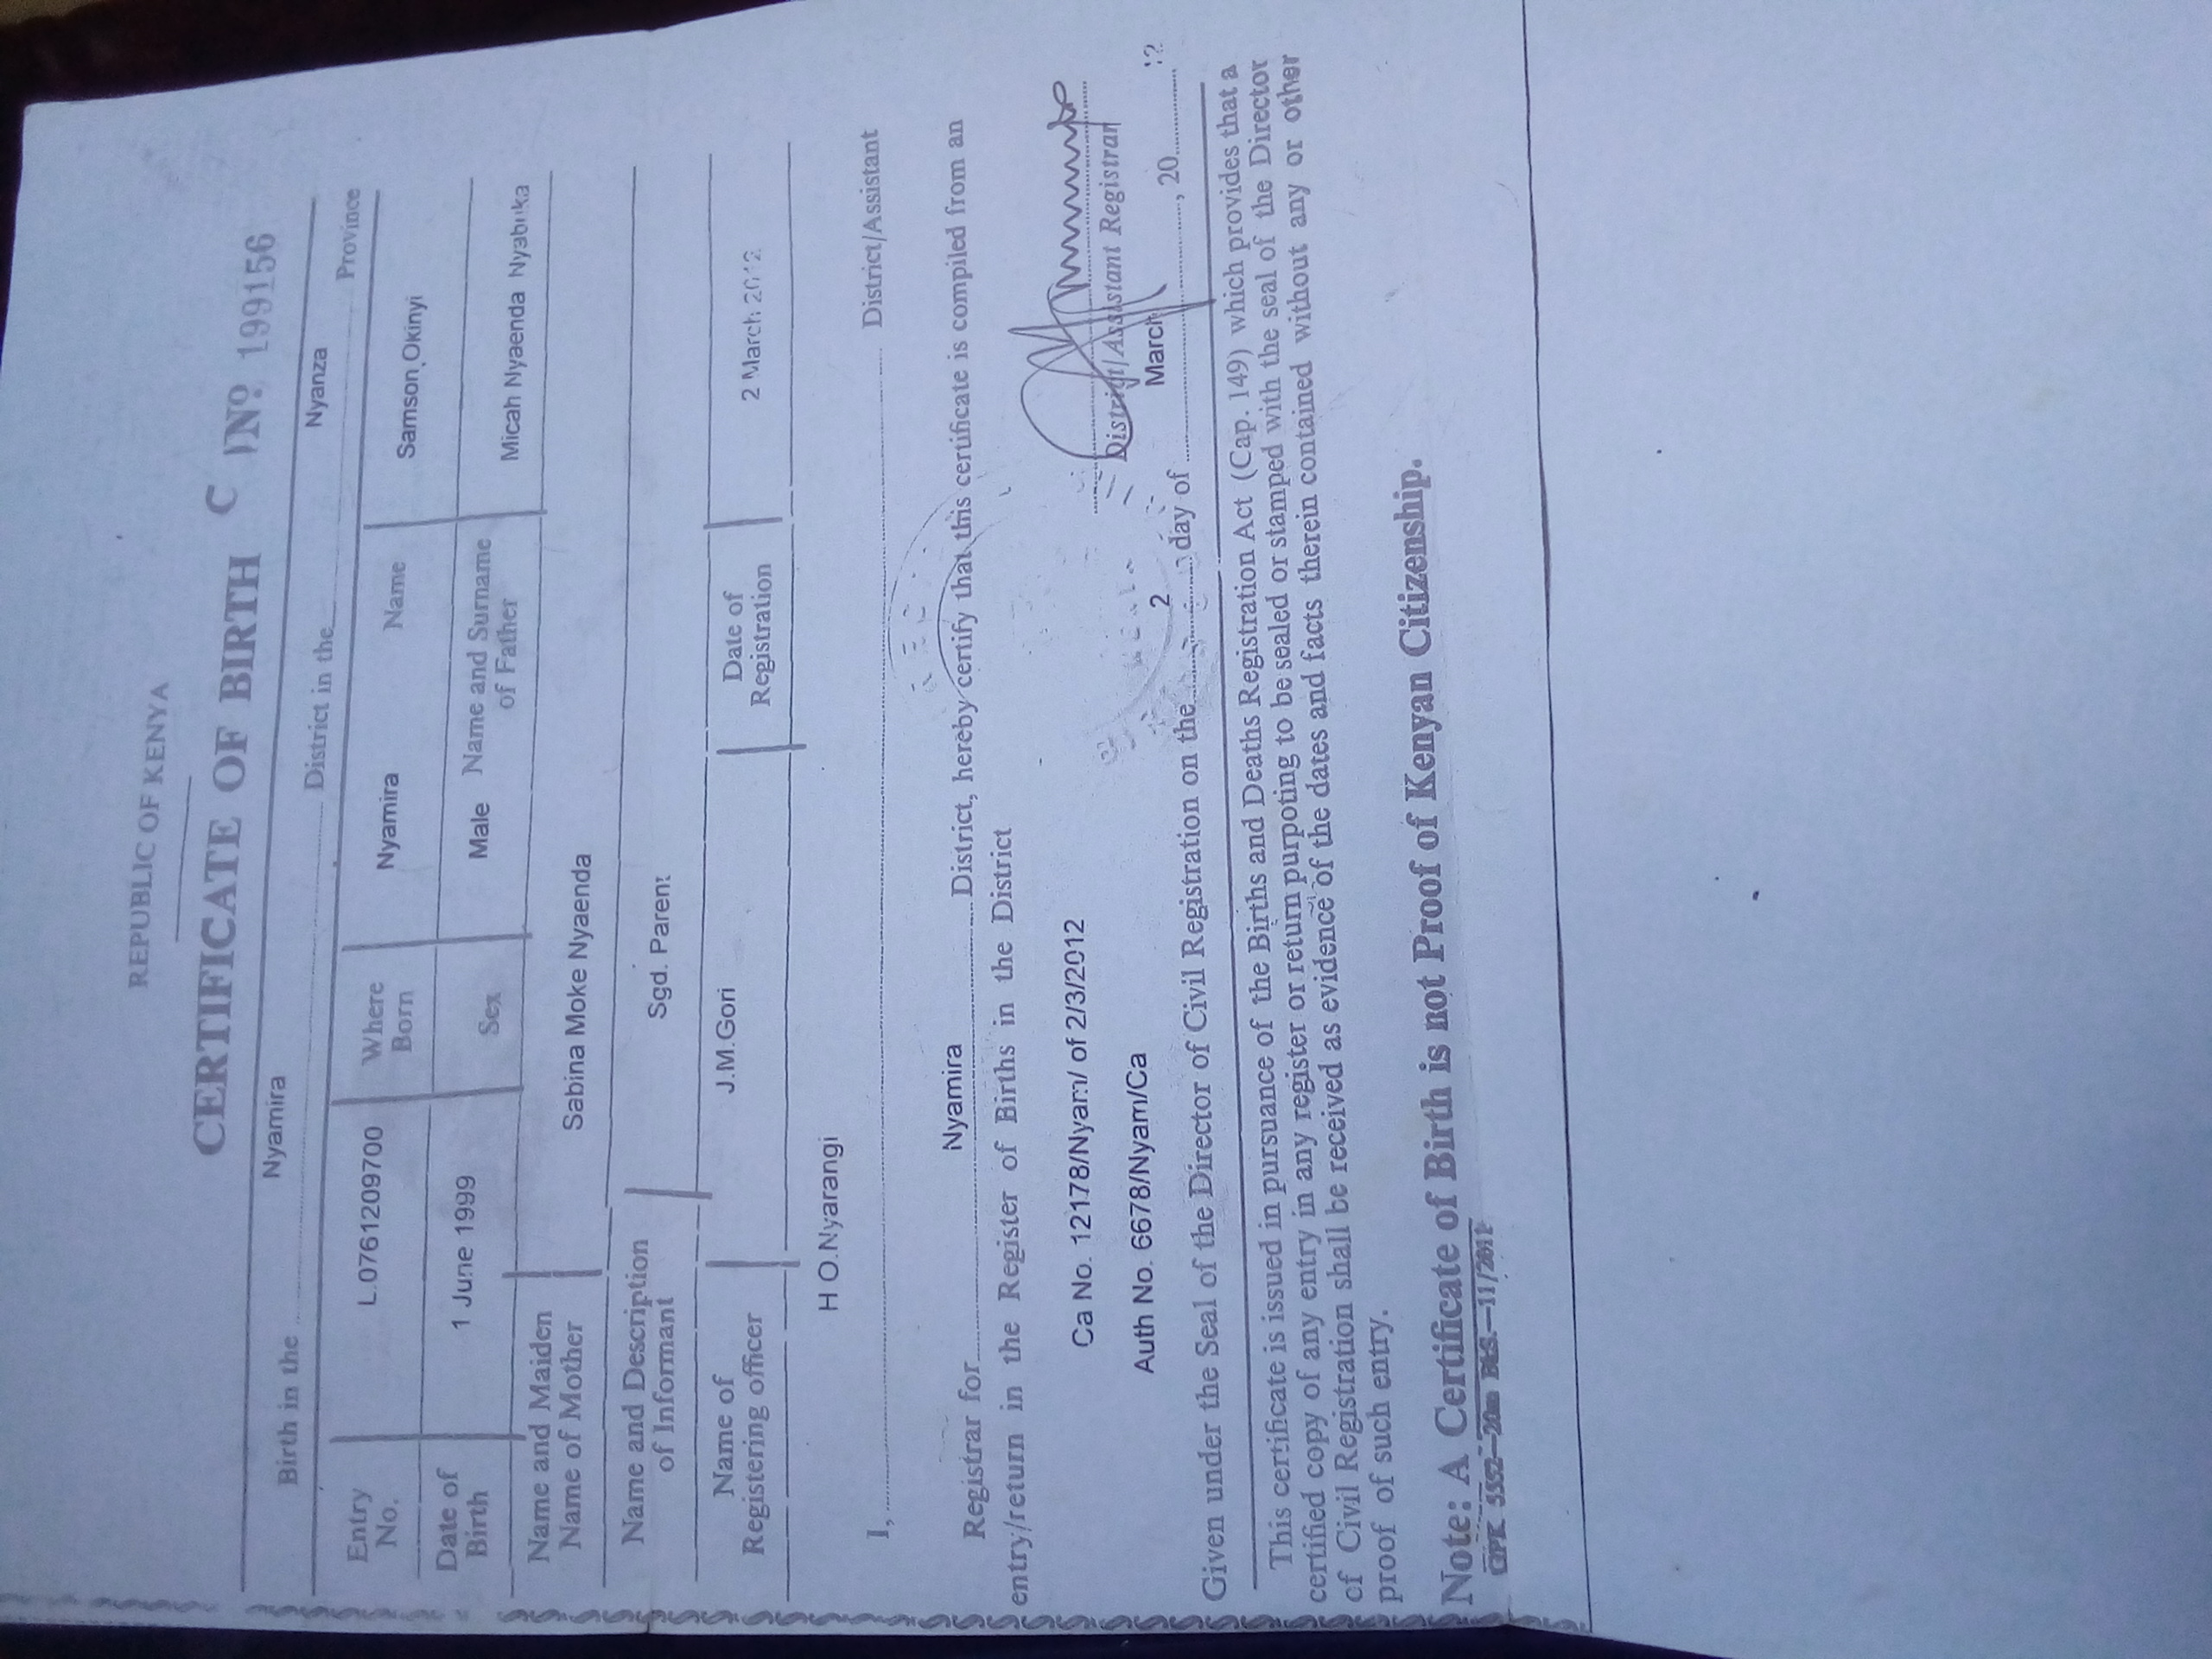 REPUBLIC OF KENYA
CERTIFICATE OF BIRTH C No. 199156
Birth in the Nyamira District in the Nyanza Province
Entry No. L.0761209700 Where Born Nyamira Name Samson Okinyi
Date of Birth 1 June 1999 Sex Male Name and Surname of Father Micah Nyaenda Nyabuka
Name and Maiden Name of Mother Sabina Moke Nyaenda
Name and Description of Informant Sgd. Parent
Name of Registering officer J.M.Gori Date of Registration 2 March 2012
H O.Nyarangi
I, District/Assistant
Registrar for Nyamira District, hereby certify that this certificate is compiled from an
entry/return in the Register of Births in the District
Ca No. 12178/Nyam/ of 2/3/2012
District/Assistant Registrar
Auth No. 6678/Nyam/Ca
Given under the Seal of the Director of Civil Registration on the 2 day of March, 20 12
This certificate is issued in pursuance of the Births and Deaths Registration Act (Cap. 149) which provides that a
certified copy of any entry in any register or return purpoting to be sealed or stamped with the seal of the Director
of Civil Registration shall be received as evidence of the dates and facts therein contained without any or other
proof of such entry.
Note: A Certificate of Birth is not Proof of Kenyan Citizenship.
GPK 5552—20m Bks.—11/2011